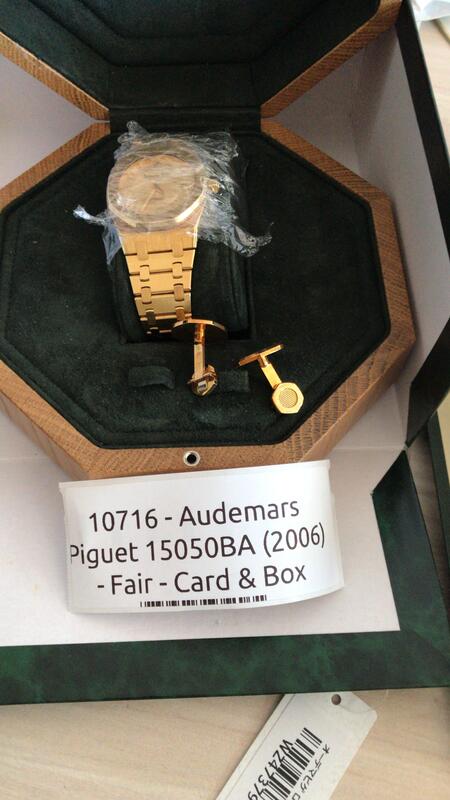 10716 - Audemars
Piguet 15050BA (2006)
- Fair - Card & Box